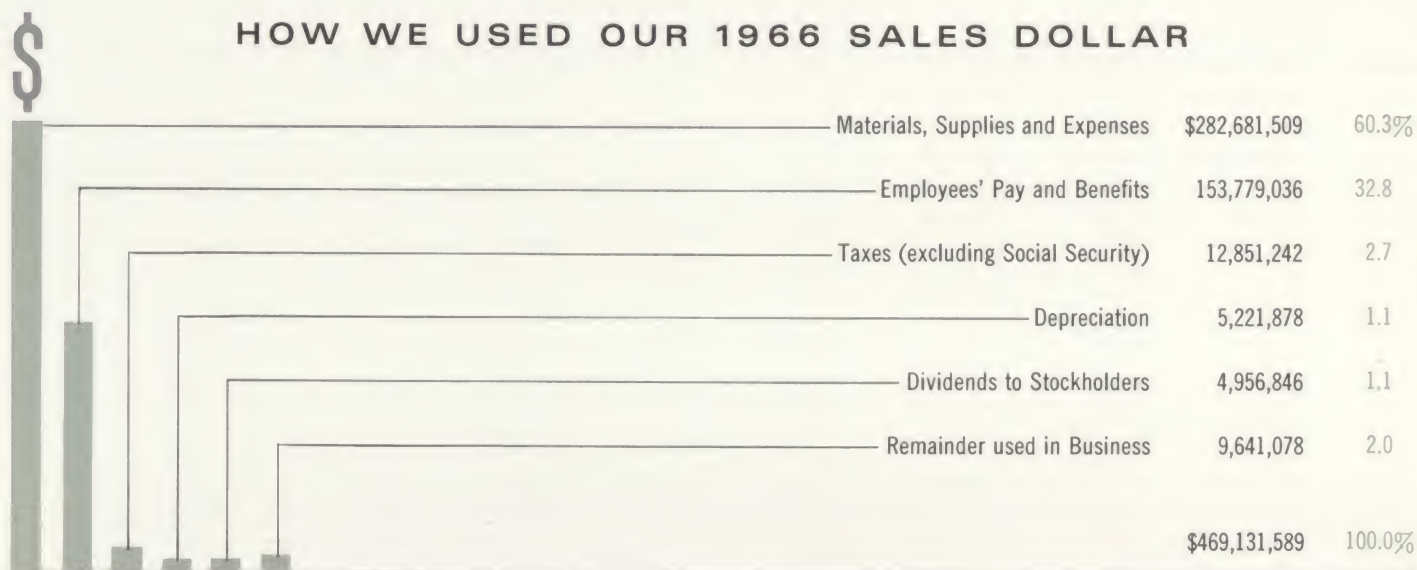 $
HOW WE USED OUR 1966 SALES DOLLAR
Materials, Supplies and Expenses $282,681,509 60.3%
Employees' Pay and Benefits 153,779,036 32.8
Taxes (excluding Social Security) 12,851,242 2.7
Depreciation 5,221,878 1.1
Dividends to Stockholders 4,956,846 1.1
Remainder used in Business 9,641,078 2.0
$469,131,589 100.0%